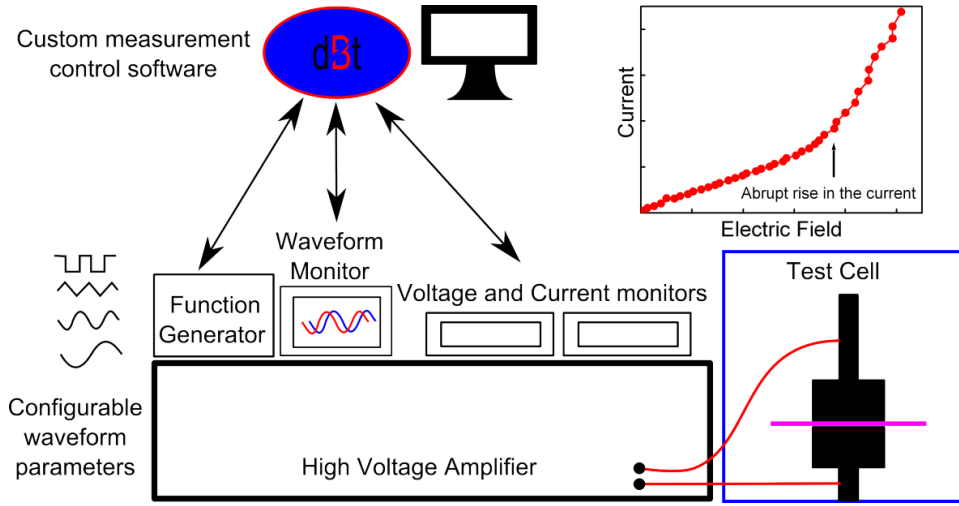 Custom measurement
control software
dBt
Current
Abrupt rise in the current
Electric Field
Waveform
Monitor
Function
Generator
Voltage and Current monitors
Test Cell
Configurable
waveform
parameters
High Voltage Amplifier